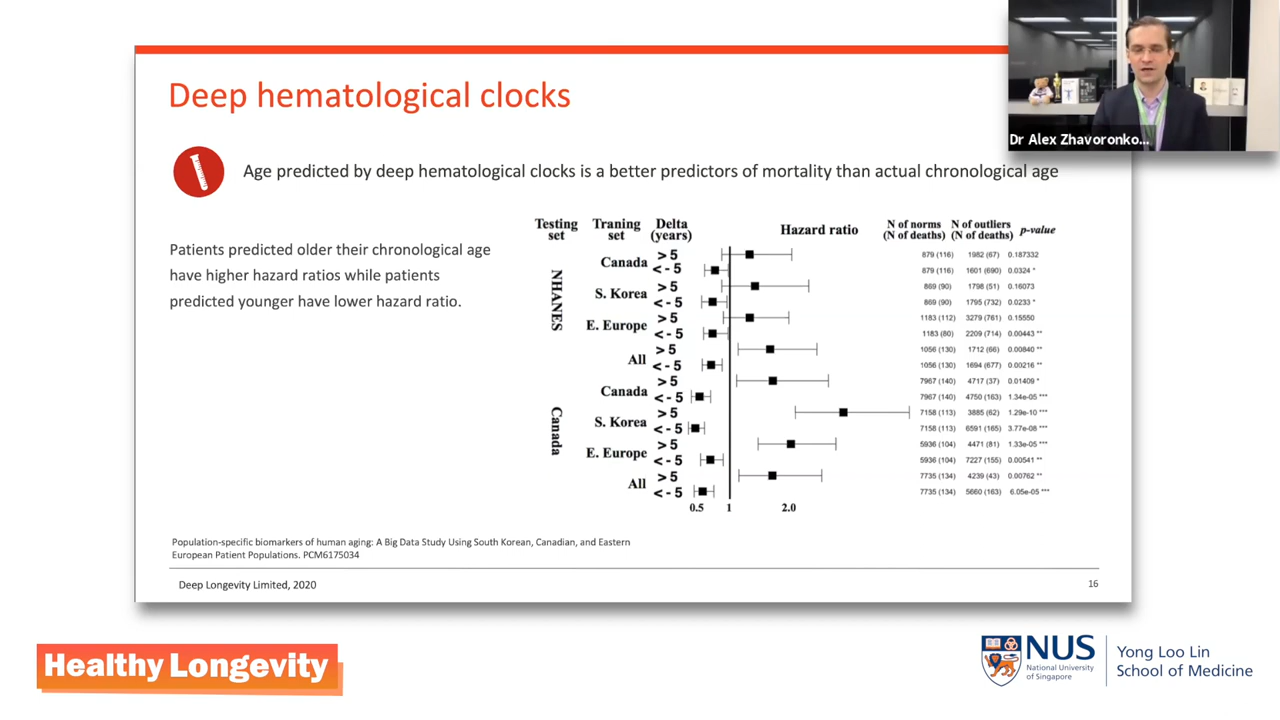 Dr Alex Zhavoronko...
Deep hematological clocks
Age predicted by deep hematological clocks is a better predictors of mortality than actual chronological age
Patients predicted older their chronological age
have higher hazard ratios while patients
predicted younger have lower hazard ratio.
Testing set Traning set Delta (years) Hazard ratio N of norms (N of deaths) N of outliers (N of deaths) p-value
NHANES
Canada > 5 879 (116) 1982 (67) 0.187332
< - 5 879 (116) 1601 (690) 0.0324 *
S. Korea > 5 869 (90) 1798 (51) 0.16073
< - 5 869 (90) 1795 (732) 0.0233 *
E. Europe > 5 1183 (112) 3279 (761) 0.15550
< - 5 1183 (80) 2209 (714) 0.00443 **
All > 5 1056 (130) 1712 (66) 0.00840 **
< - 5 1056 (130) 1694 (677) 0.00216 **
Canada
Canada > 5 7967 (140) 4717 (37) 0.01409 *
< - 5 7967 (140) 4750 (163) 1.34e-05 ***
S. Korea > 5 7158 (113) 3885 (62) 1.29e-10 ***
< - 5 7158 (113) 6591 (165) 3.77e-08 ***
E. Europe > 5 5936 (104) 4471 (81) 1.33e-05 ***
< - 5 5936 (104) 7227 (155) 0.00541 **
All > 5 7735 (134) 4239 (43) 0.00762 **
< - 5 7735 (134) 5660 (163) 6.05e-05 ***
0.5 1 2.0
Population-specific biomarkers of human aging: A Big Data Study Using South Korean, Canadian, and Eastern
European Patient Populations. PCM6175034
Deep Longevity Limited, 2020
16
Healthy Longevity
NUS
National University
of Singapore
Yong Loo Lin
School of Medicine